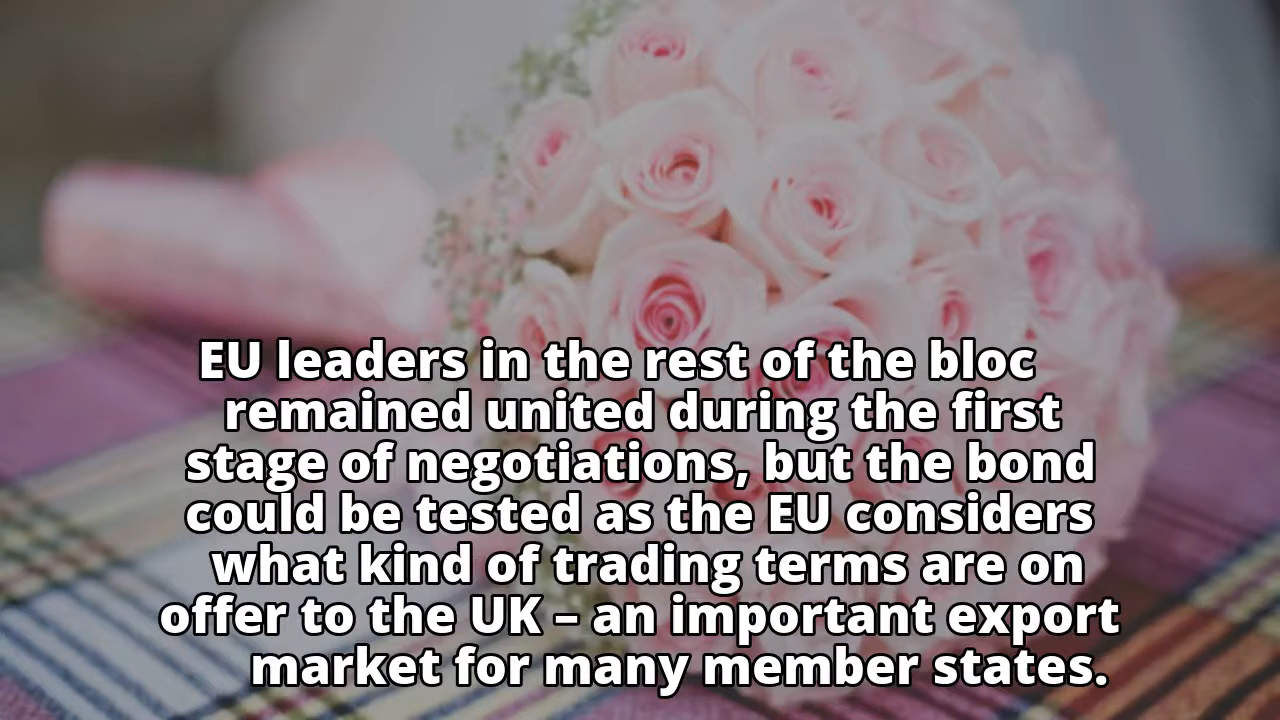 EU leaders in the rest of the bloc
remained united during the first
stage of negotiations, but the bond
could be tested as the EU considers
what kind of trading terms are on
offer to the UK – an important export
market for many member states.